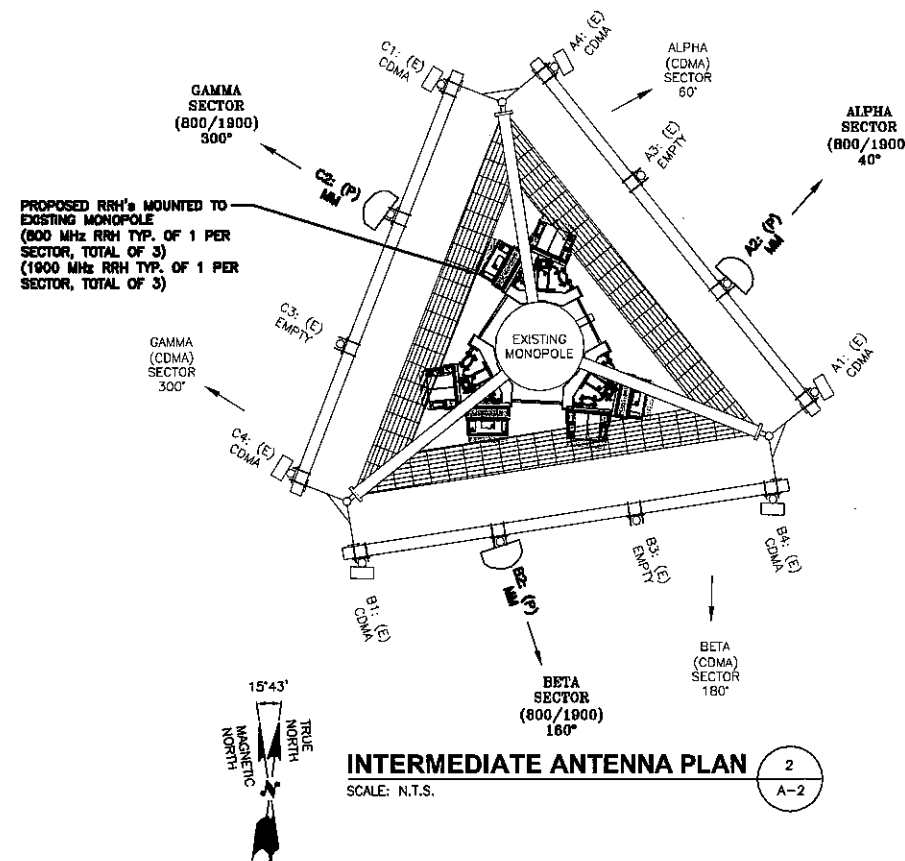 C1: (E)
CDMA
A4: (E)
CDMA
ALPHA
(CDMA)
SECTOR
60°
GAMMA
SECTOR
(800/1900)
300°
ALPHA
SECTOR
(800/1900
40°
A3: (E)
EMPTY
C2: (P)
MM
PROPOSED RRH's MOUNTED TO
EXISTING MONOPOLE
(800 MHz RRH TYP. OF 1 PER
SECTOR, TOTAL OF 3)
(1900 MHz RRH TYP. OF 1 PER
SECTOR, TOTAL OF 3)
A2: (P)
MM
C3: (E)
EMPTY
EXISTING
MONOPOLE
GAMMA
(CDMA)
SECTOR
300°
A1: (E)
CDMA
C4: (E)
CDMA
B1: (E)
CDMA
B2: (P)
MM
B3: (E)
EMPTY
B4: (E)
CDMA
BETA
(CDMA)
SECTOR
180°
BETA
SECTOR
(800/1900)
160°
15°43'
TRUE
NORTH
MAGNETIC
NORTH
N
INTERMEDIATE ANTENNA PLAN
SCALE: N.T.S.
2
A-2